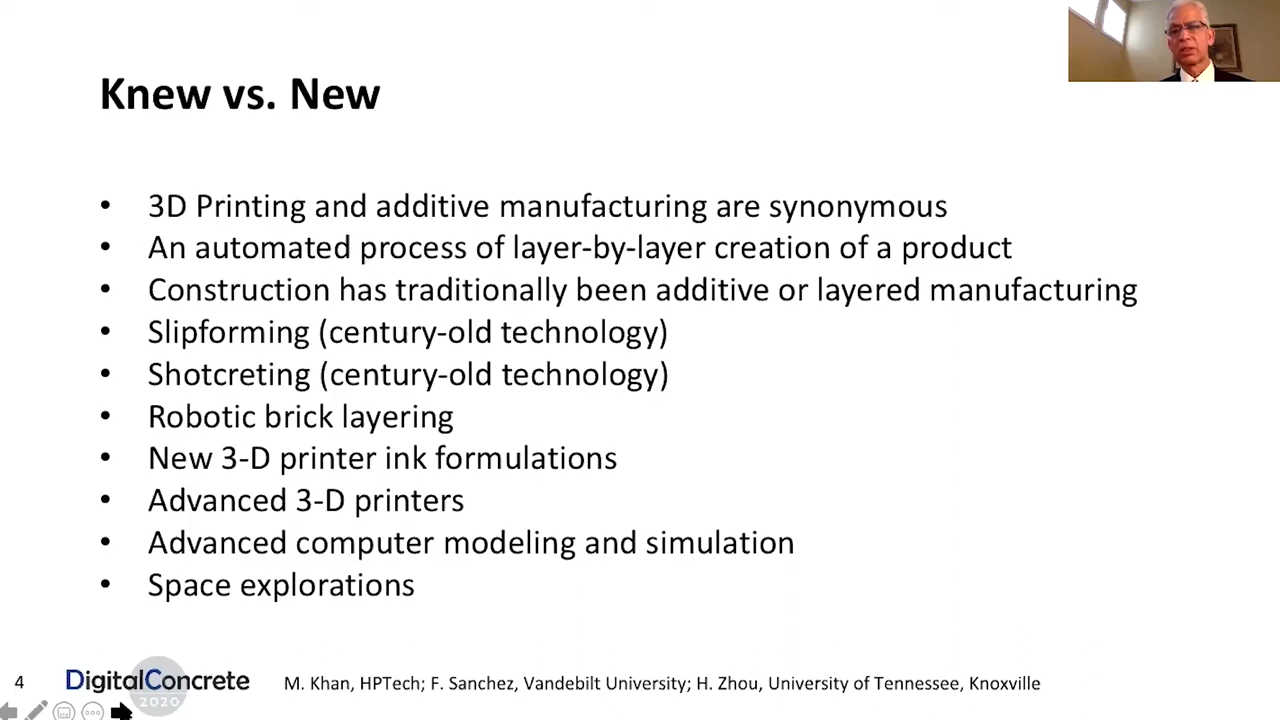 Knew vs. New
• 3D Printing and additive manufacturing are synonymous
• An automated process of layer-by-layer creation of a product
• Construction has traditionally been additive or layered manufacturing
• Slipforming (century-old technology)
• Shotcreting (century-old technology)
• Robotic brick layering
• New 3-D printer ink formulations
• Advanced 3-D printers
• Advanced computer modeling and simulation
• Space explorations
4
DigitalConcrete
2020
M. Khan, HPTech; F. Sanchez, Vandebilt University; H. Zhou, University of Tennessee, Knoxville